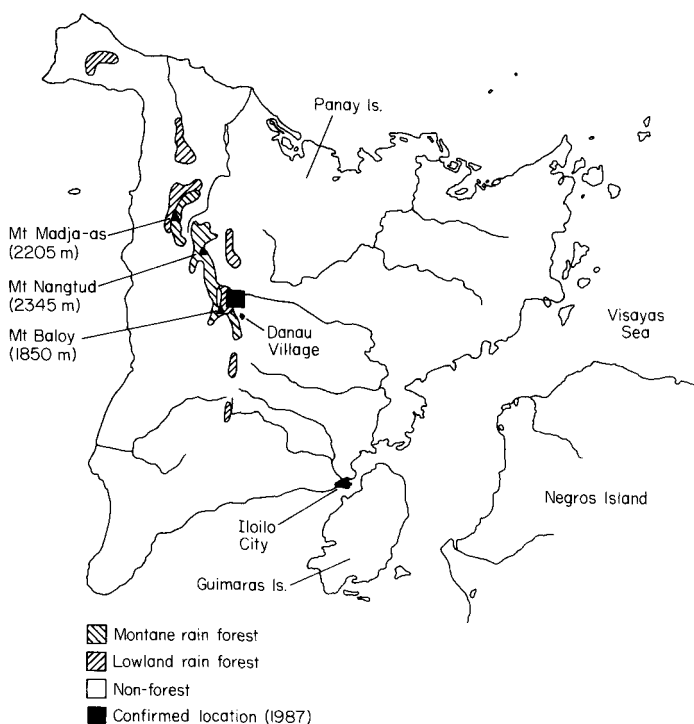 Panay Is.
Mt Madja-as
(2205 m)
Mt Nangtud
(2345 m)
Mt Baloy
(1850 m)
Danau
Village
Visayas
Sea
Negros Island
Iloilo
City
Guimaras Is.
Montane rain forest
Lowland rain forest
Non-forest
Confirmed location (1987)